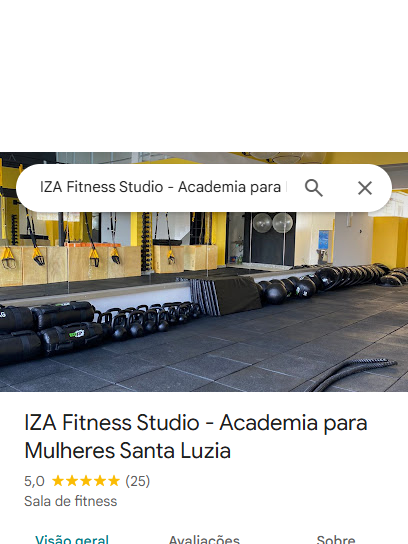 IZA Fitness Studio - Academia para
IZA Fitness Studio - Academia para
Mulheres Santa Luzia
5,0 ★★★★★ (25)
Sala de fitness
Visão geral Avaliações Sobre